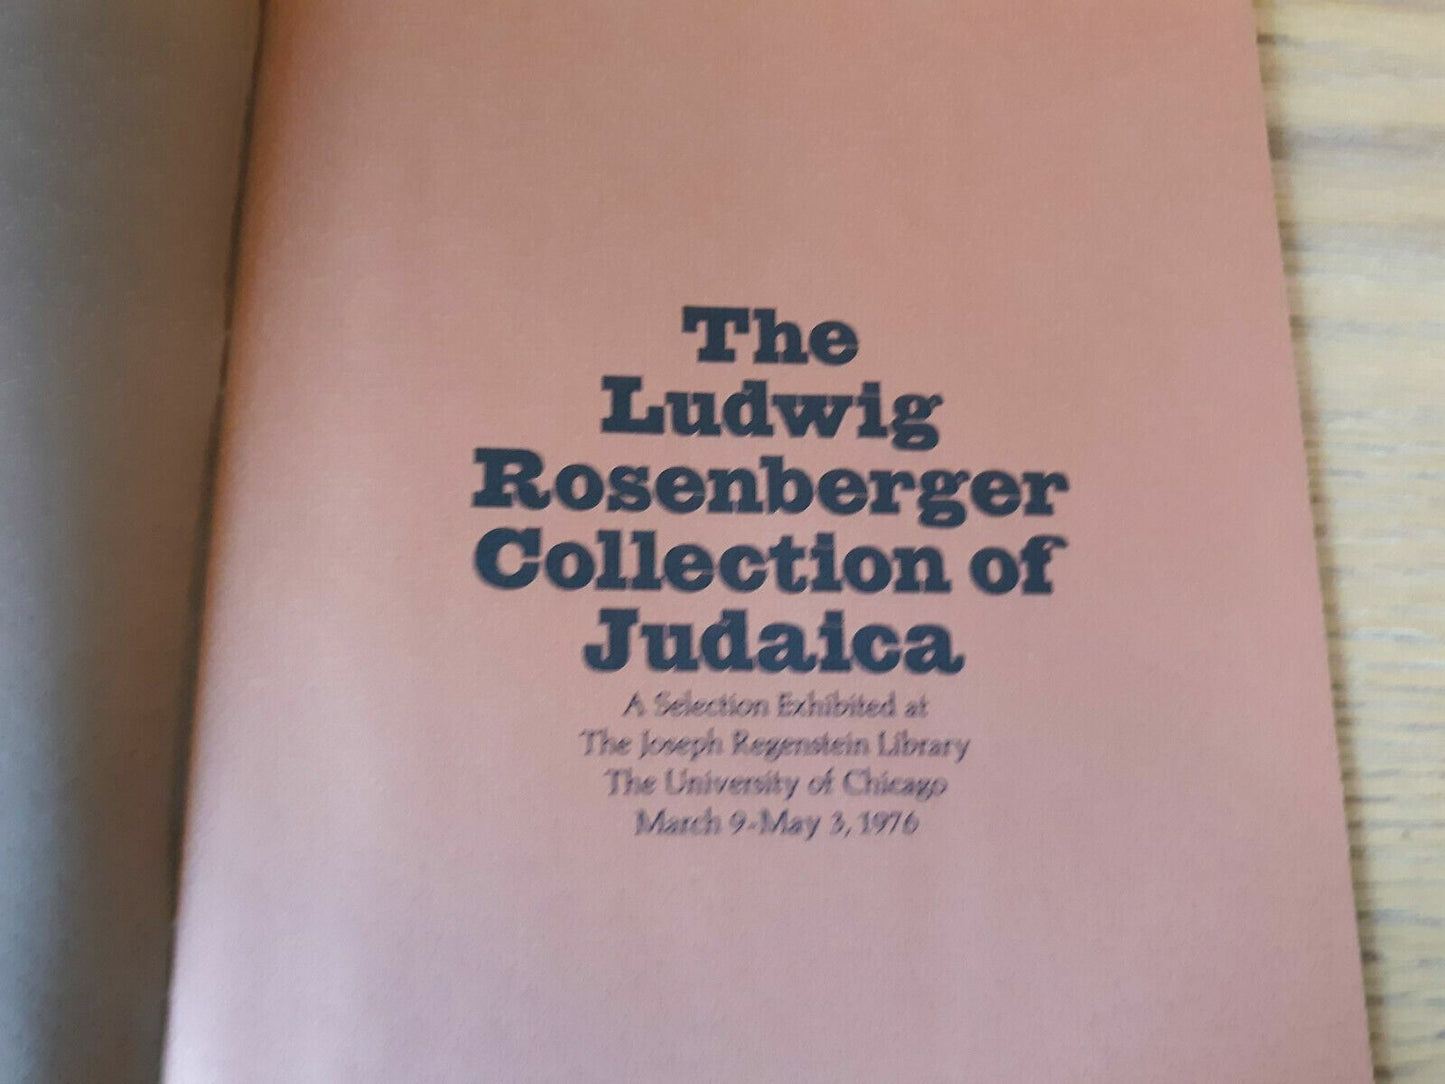 The
Ludwig
Rosenberger
Collection of
Judaica
A Selection Exhibited at
The Joseph Regenstein Library
The University of Chicago
March 9-May 3, 1976